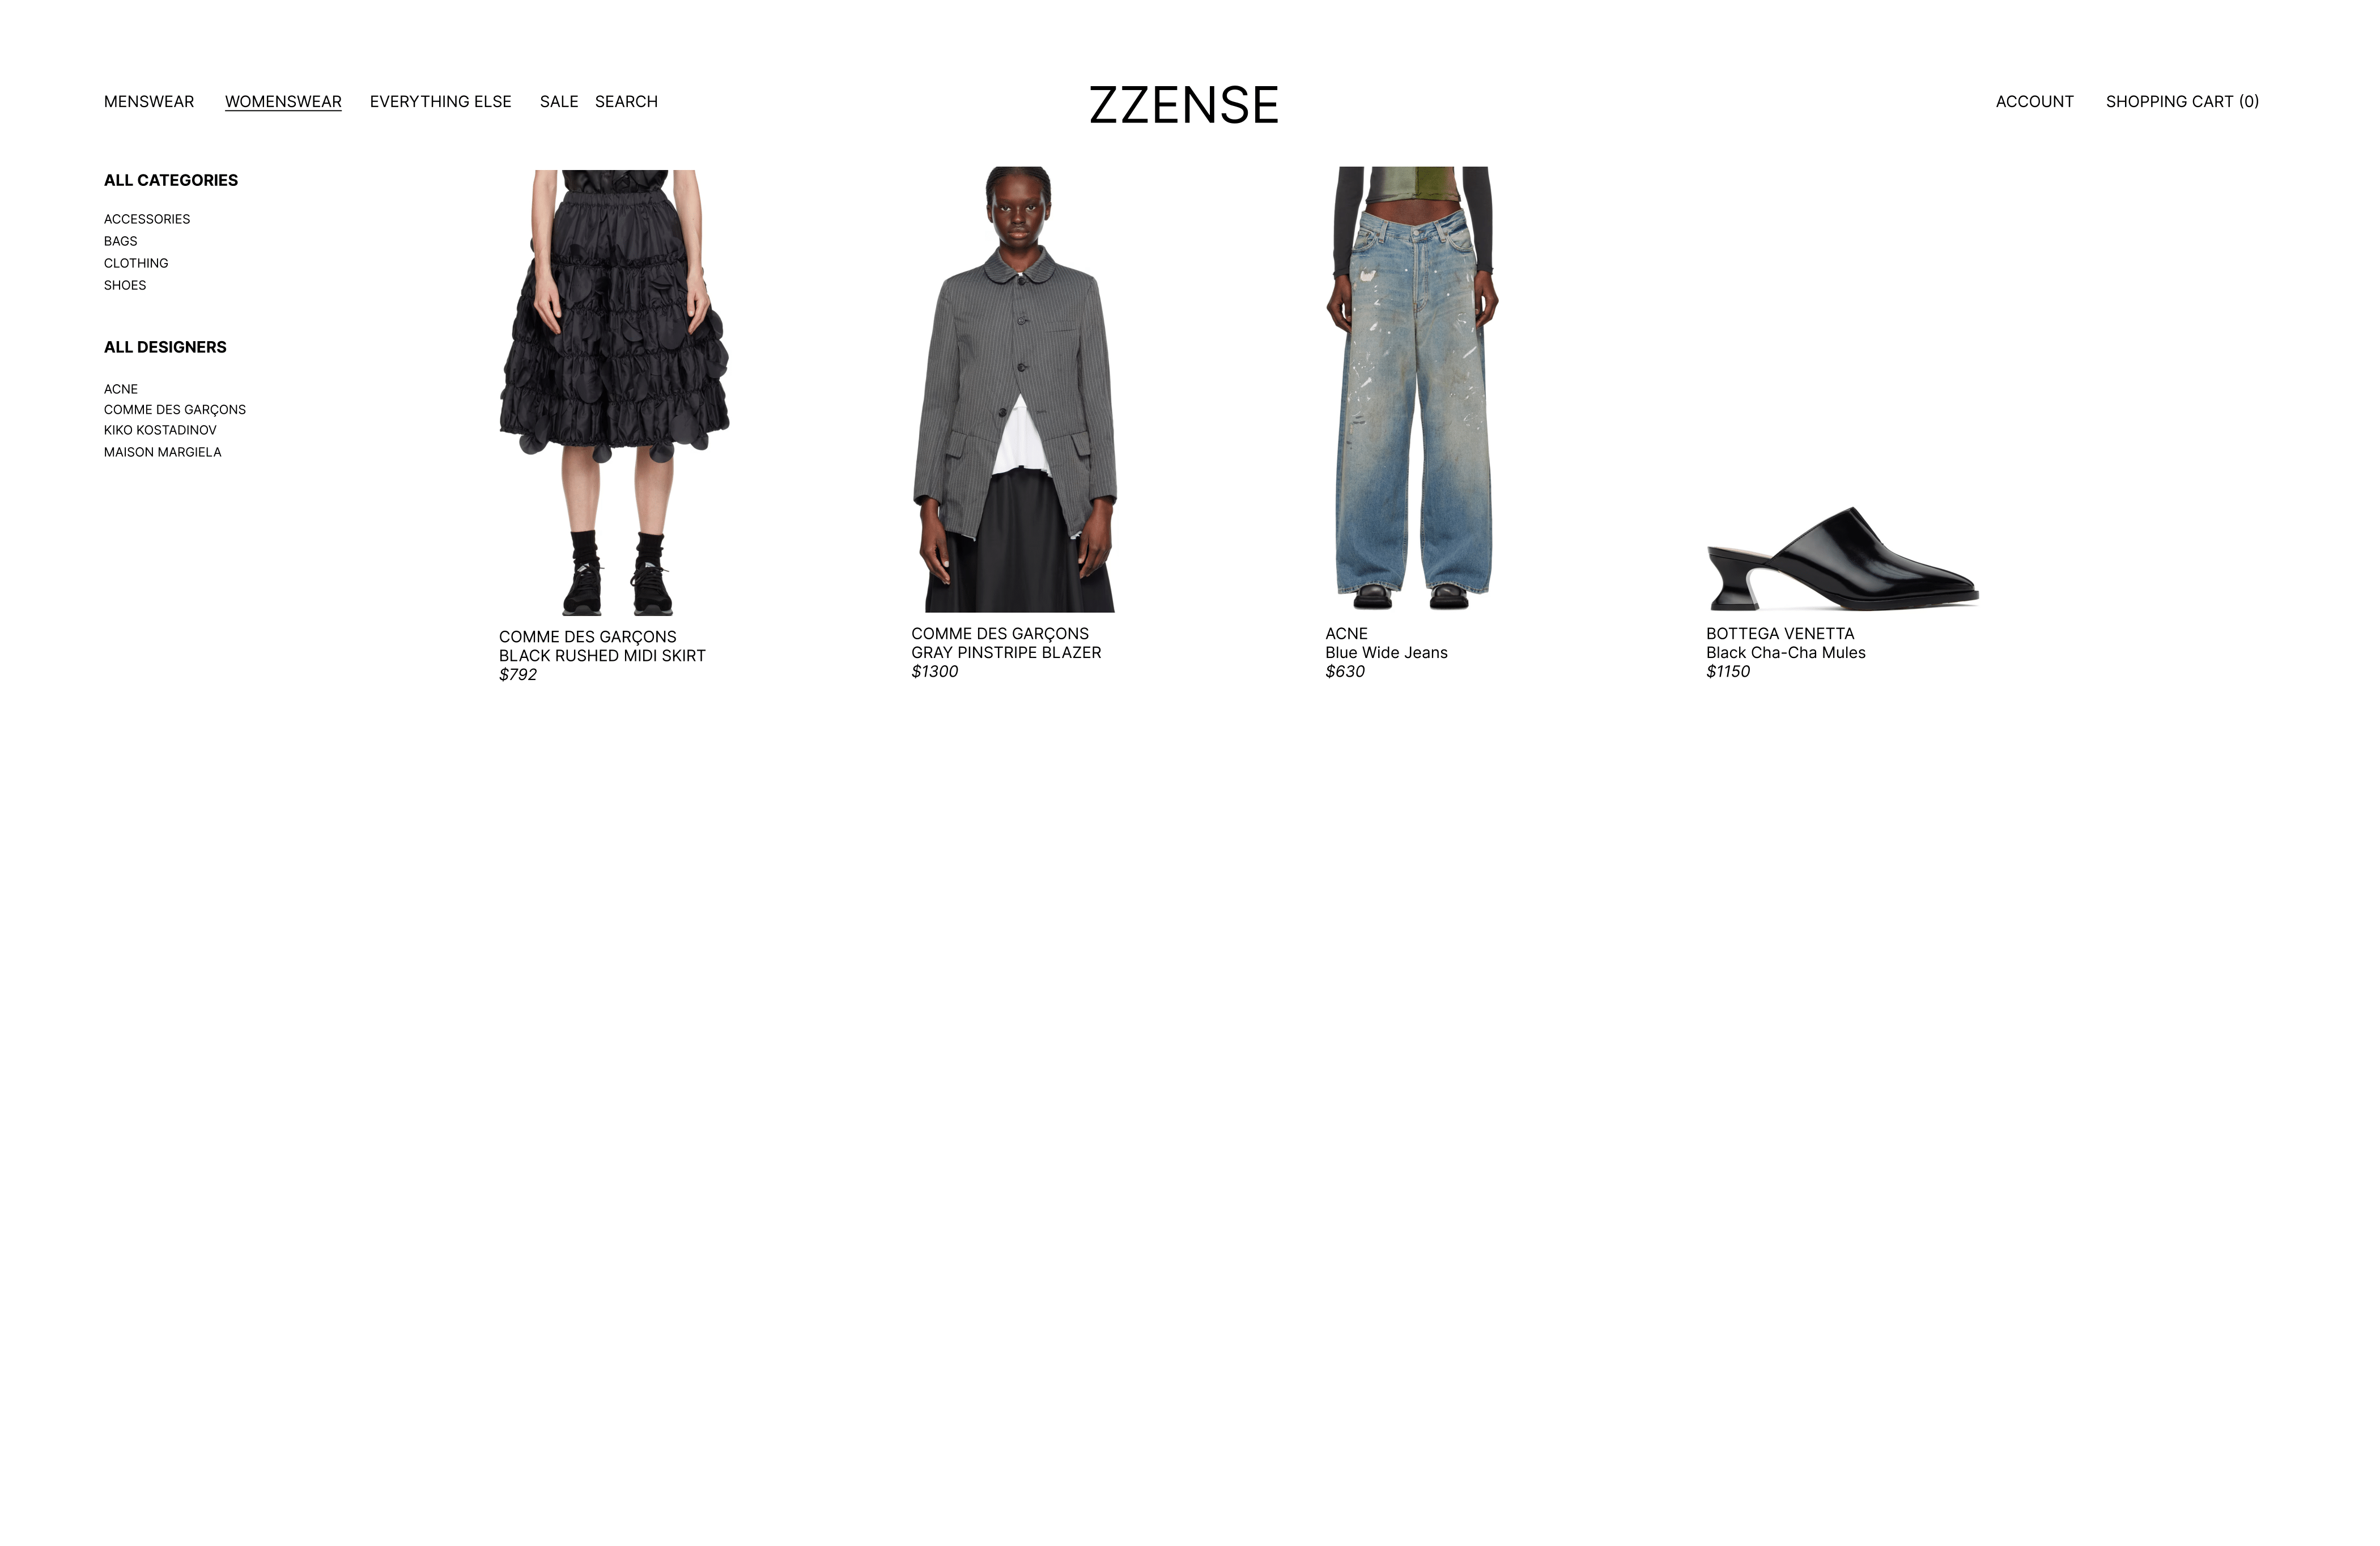 MENSWEAR WOMENSWEAR EVERYTHING ELSE SALE SEARCH ZZENSE ACCOUNT SHOPPING CART (0)
ALL CATEGORIES
ACCESSORIES
BAGS
CLOTHING
SHOES
ALL DESIGNERS
ACNE
COMME DES GARÇONS
KIKO KOSTADINOV
MAISON MARGIELA
COMME DES GARÇONS
BLACK RUSHED MIDI SKIRT
$792
COMME DES GARÇONS
GRAY PINSTRIPE BLAZER
$1300
ACNE
Blue Wide Jeans
$630
BOTTEGA VENETTA
Black Cha-Cha Mules
$1150